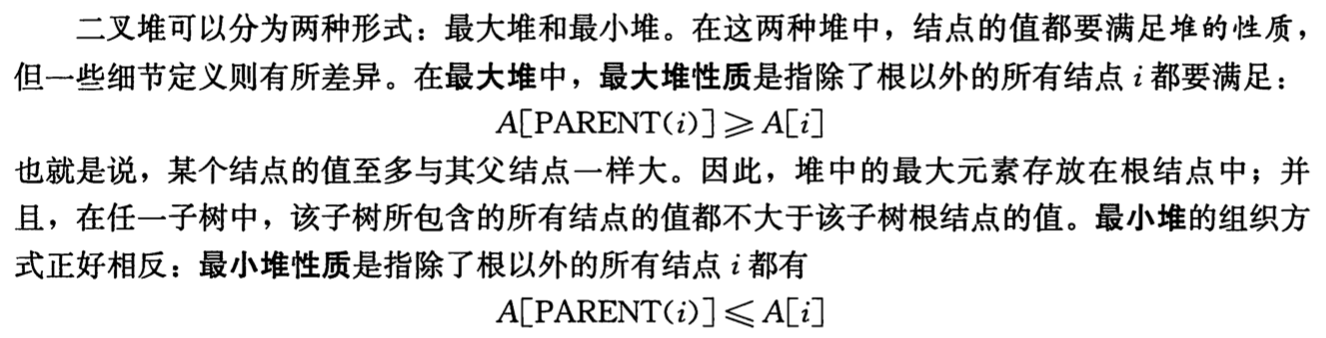 二叉堆可以分为两种形式：最大堆和最小堆。在这两种堆中，结点的值都要满足堆的性质，
但一些细节定义则有所差异。在最大堆中，最大堆性质是指除了根以外的所有结点 i 都要满足：
A[PARENT(i)]⩾A[i]
也就是说，某个结点的值至多与其父结点一样大。因此，堆中的最大元素存放在根结点中；并
且，在任一子树中，该子树所包含的所有结点的值都不大于该子树根结点的值。最小堆的组织方
式正好相反：最小堆性质是指除了根以外的所有结点 i 都有
A[PARENT(i)]⩽A[i]